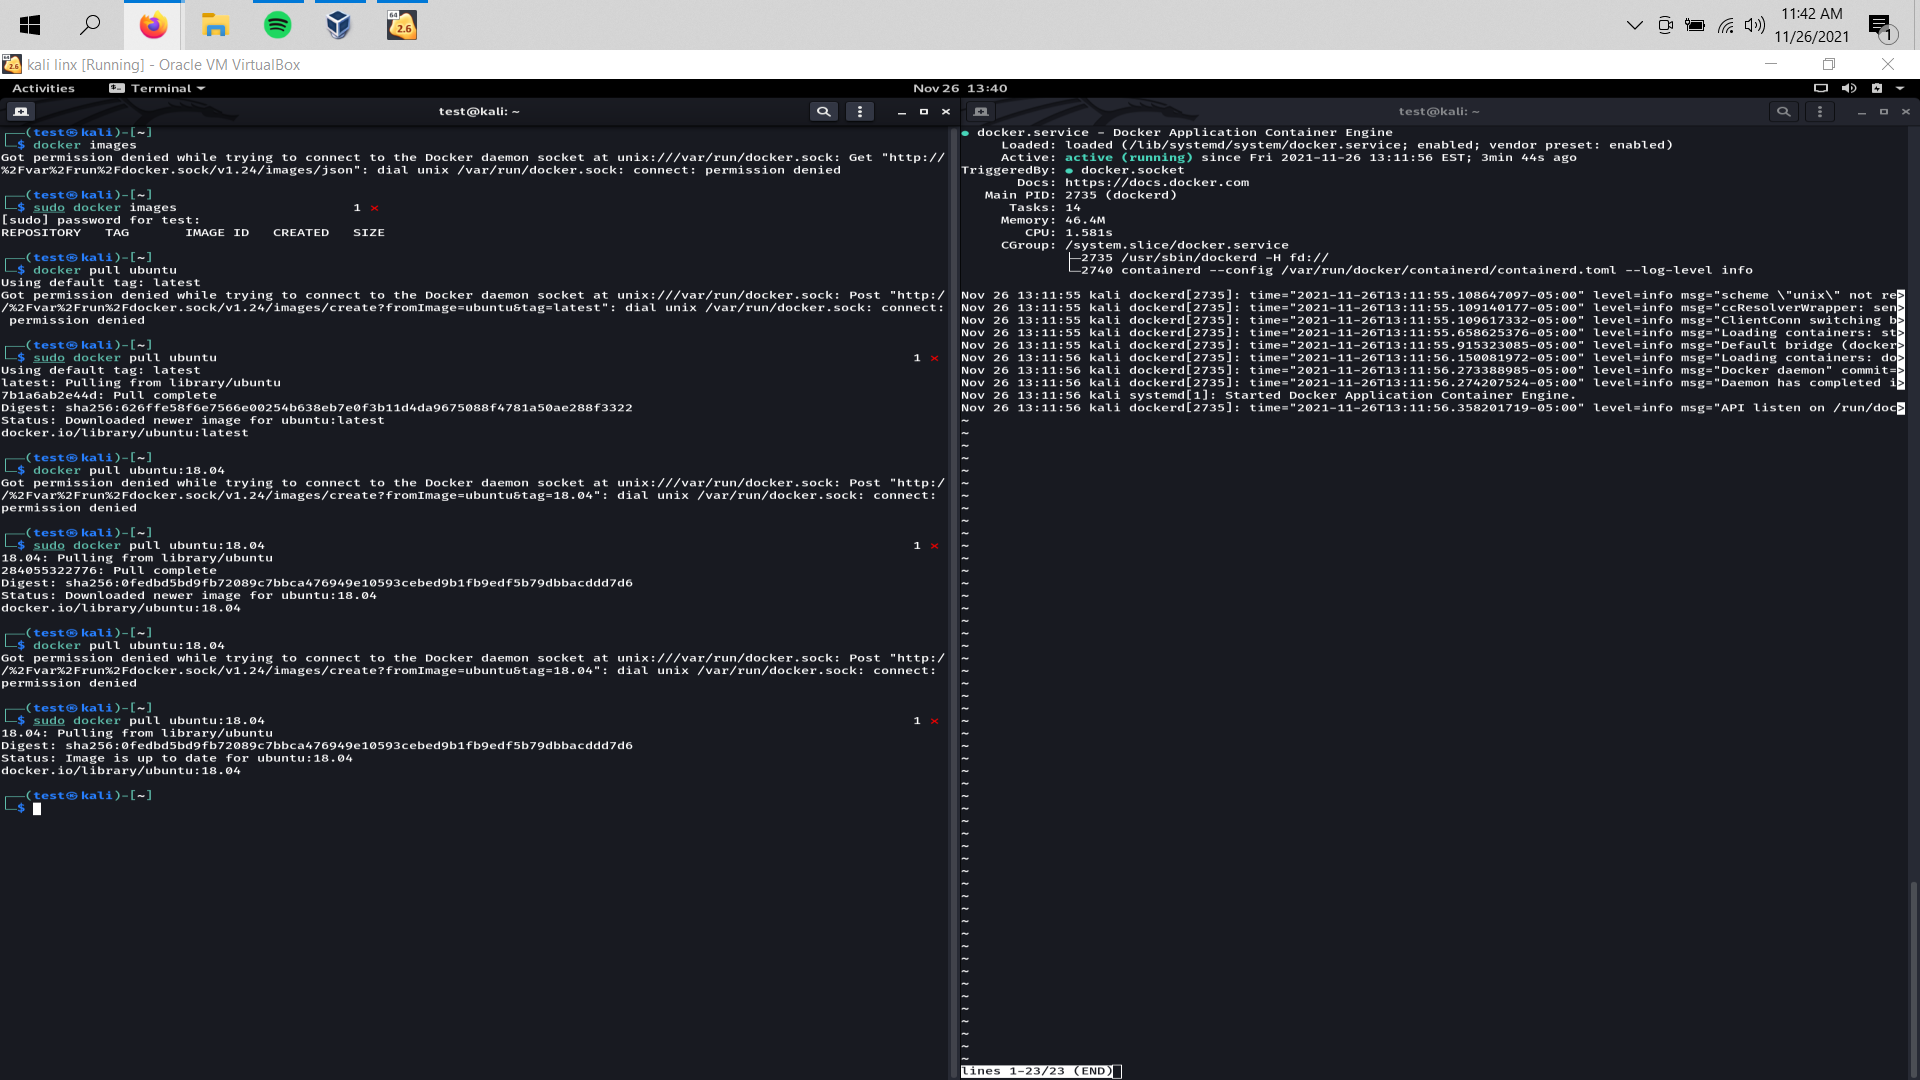 64
2.6
11:42 AM
11/26/2021
1
64
2.6
kali linx [Running] - Oracle VM VirtualBox
Activities
Terminal
Nov 26 13:40
test@kali: ~
┌──(test㉿kali)-[~]
└─$ docker images
Got permission denied while trying to connect to the Docker daemon socket at unix:///var/run/docker.sock: Get "http://
%2Fvar%2Frun%2Fdocker.sock/v1.24/images/json": dial unix /var/run/docker.sock: connect: permission denied
┌──(test㉿kali)-[~]
└─$ sudo docker images 1 ⨯
[sudo] password for test:
REPOSITORY TAG IMAGE ID CREATED SIZE
┌──(test㉿kali)-[~]
└─$ docker pull ubuntu
Using default tag: latest
Got permission denied while trying to connect to the Docker daemon socket at unix:///var/run/docker.sock: Post "http:/
/%2Fvar%2Frun%2Fdocker.sock/v1.24/images/create?fromImage=ubuntu&tag=latest": dial unix /var/run/docker.sock: connect:
permission denied
┌──(test㉿kali)-[~]
└─$ sudo docker pull ubuntu 1 ⨯
Using default tag: latest
latest: Pulling from library/ubuntu
7b1a6ab2e44d: Pull complete
Digest: sha256:626ffe58f6e7566e00254b638eb7e0f3b11d4da9675088f4781a50ae288f3322
Status: Downloaded newer image for ubuntu:latest
docker.io/library/ubuntu:latest
┌──(test㉿kali)-[~]
└─$ docker pull ubuntu:18.04
Got permission denied while trying to connect to the Docker daemon socket at unix:///var/run/docker.sock: Post "http:/
/%2Fvar%2Frun%2Fdocker.sock/v1.24/images/create?fromImage=ubuntu&tag=18.04": dial unix /var/run/docker.sock: connect:
permission denied
┌──(test㉿kali)-[~]
└─$ sudo docker pull ubuntu:18.04 1 ⨯
18.04: Pulling from library/ubuntu
284055322776: Pull complete
Digest: sha256:0fedbd5bd9fb72089c7bbca476949e10593cebed9b1fb9edf5b79dbbacddd7d6
Status: Downloaded newer image for ubuntu:18.04
docker.io/library/ubuntu:18.04
┌──(test㉿kali)-[~]
└─$ docker pull ubuntu:18.04
Got permission denied while trying to connect to the Docker daemon socket at unix:///var/run/docker.sock: Post "http:/
/%2Fvar%2Frun%2Fdocker.sock/v1.24/images/create?fromImage=ubuntu&tag=18.04": dial unix /var/run/docker.sock: connect:
permission denied
┌──(test㉿kali)-[~]
└─$ sudo docker pull ubuntu:18.04 1 ⨯
18.04: Pulling from library/ubuntu
Digest: sha256:0fedbd5bd9fb72089c7bbca476949e10593cebed9b1fb9edf5b79dbbacddd7d6
Status: Image is up to date for ubuntu:18.04
docker.io/library/ubuntu:18.04
┌──(test㉿kali)-[~]
└─$
test@kali: ~
● docker.service - Docker Application Container Engine
Loaded: loaded (/lib/systemd/system/docker.service; enabled; vendor preset: enabled)
Active: active (running) since Fri 2021-11-26 13:11:56 EST; 3min 44s ago
TriggeredBy: ● docker.socket
Docs: https://docs.docker.com
Main PID: 2735 (dockerd)
Tasks: 14
Memory: 46.4M
CPU: 1.581s
CGroup: /system.slice/docker.service
├─2735 /usr/sbin/dockerd -H fd://
└─2740 containerd --config /var/run/docker/containerd/containerd.toml --log-level info
Nov 26 13:11:55 kali dockerd[2735]: time="2021-11-26T13:11:55.108647097-05:00" level=info msg="scheme \"unix\" not re>
Nov 26 13:11:55 kali dockerd[2735]: time="2021-11-26T13:11:55.109140177-05:00" level=info msg="ccResolverWrapper: sen>
Nov 26 13:11:55 kali dockerd[2735]: time="2021-11-26T13:11:55.109617332-05:00" level=info msg="ClientConn switching b>
Nov 26 13:11:55 kali dockerd[2735]: time="2021-11-26T13:11:55.658625376-05:00" level=info msg="Loading containers: st>
Nov 26 13:11:55 kali dockerd[2735]: time="2021-11-26T13:11:55.915323085-05:00" level=info msg="Default bridge (docker>
Nov 26 13:11:56 kali dockerd[2735]: time="2021-11-26T13:11:56.150081972-05:00" level=info msg="Loading containers: do>
Nov 26 13:11:56 kali dockerd[2735]: time="2021-11-26T13:11:56.273388985-05:00" level=info msg="Docker daemon" commit=>
Nov 26 13:11:56 kali dockerd[2735]: time="2021-11-26T13:11:56.274207524-05:00" level=info msg="Daemon has completed i>
Nov 26 13:11:56 kali systemd[1]: Started Docker Application Container Engine.
Nov 26 13:11:56 kali dockerd[2735]: time="2021-11-26T13:11:56.358201719-05:00" level=info msg="API listen on /run/doc>
lines 1-23/23 (END)